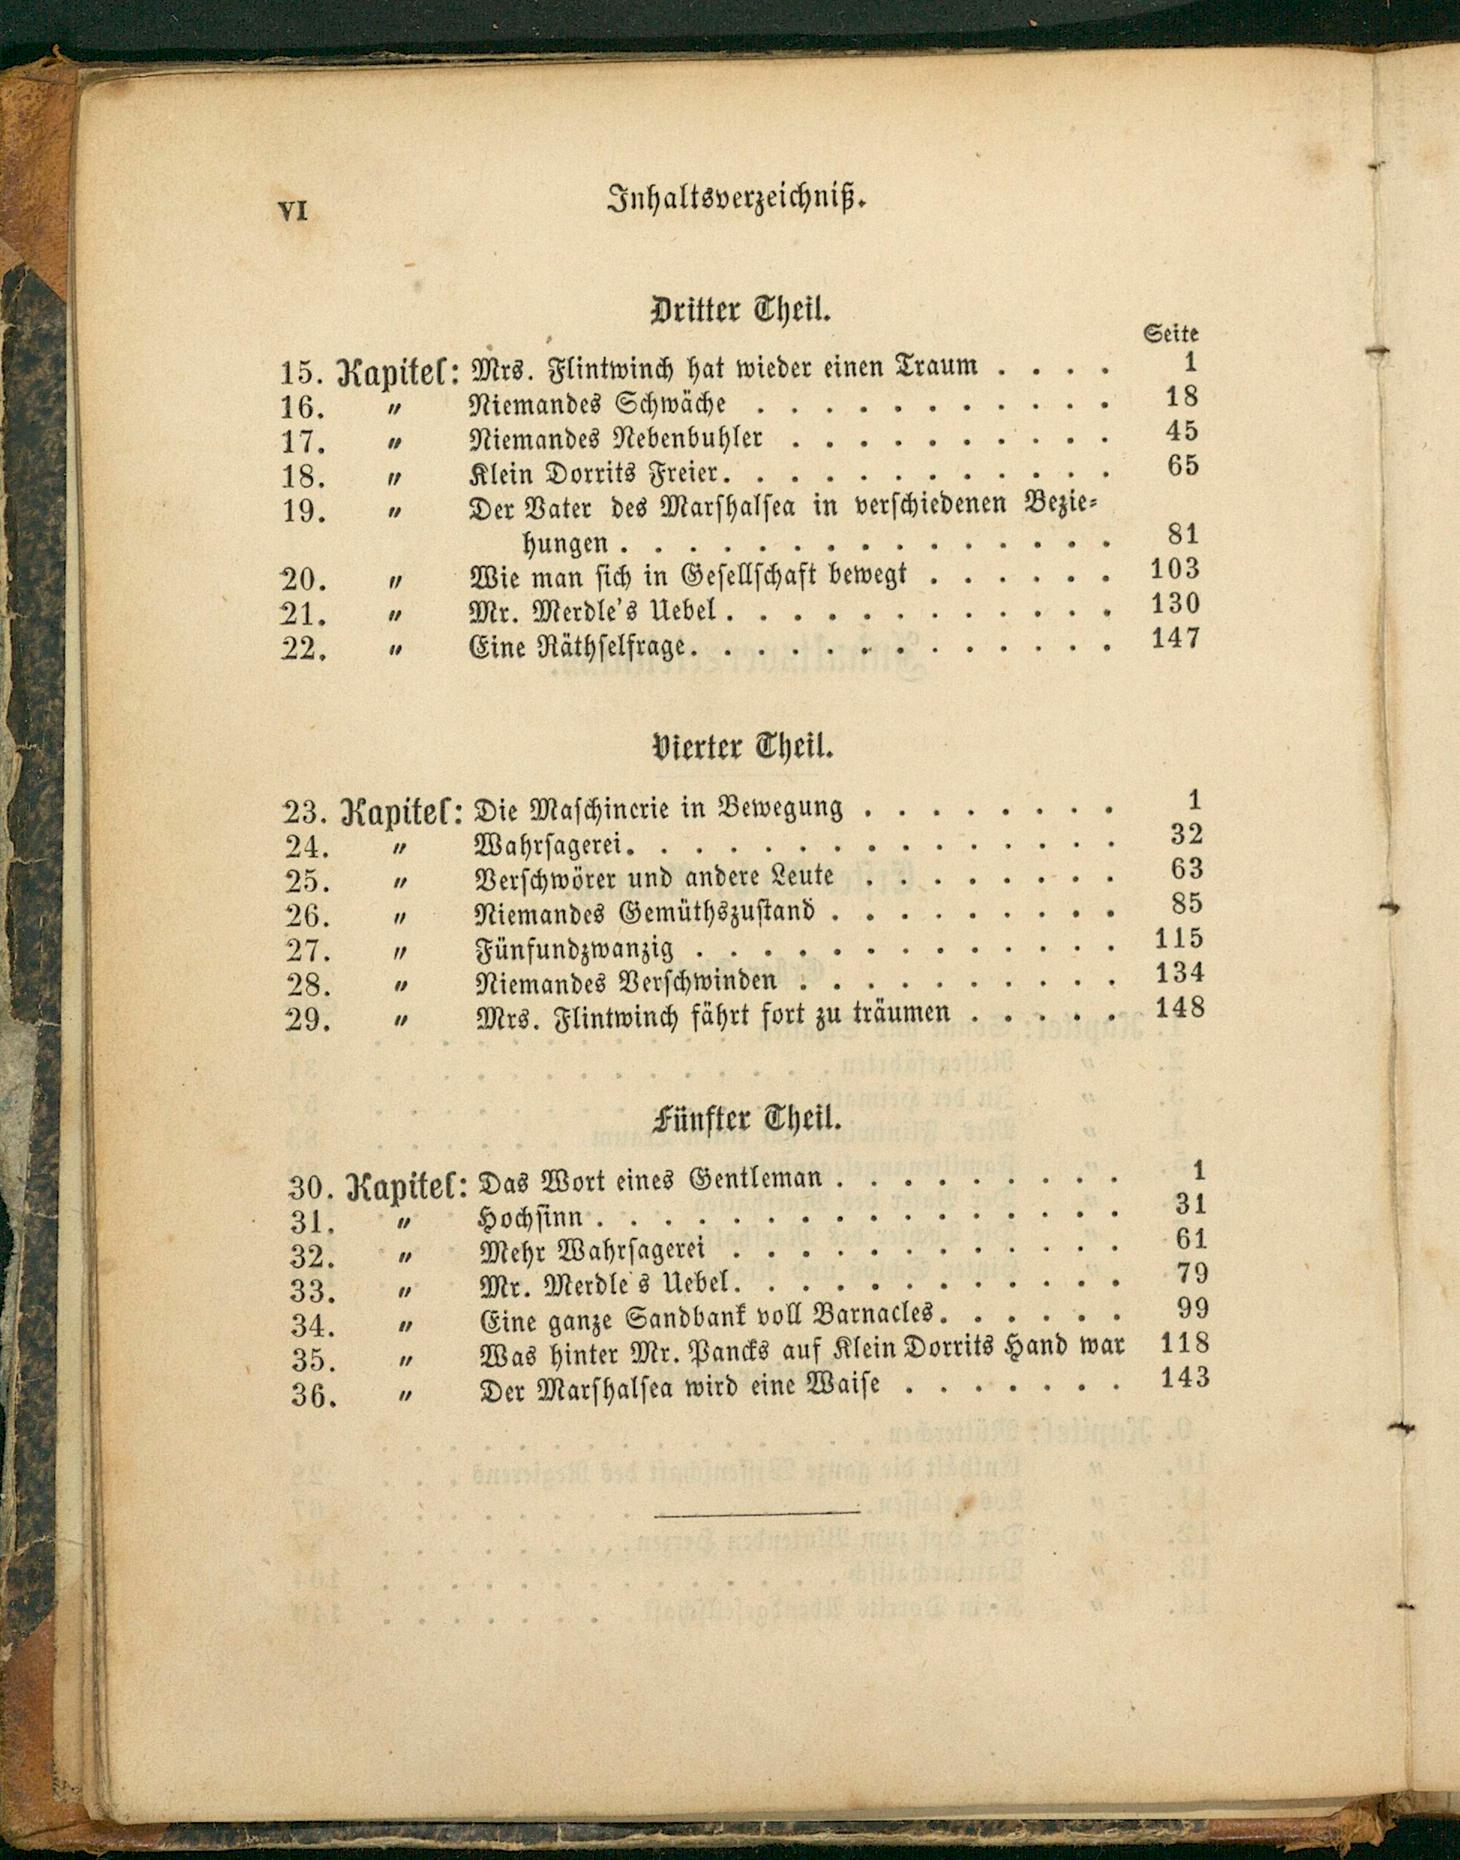 VI
Inhaltsverzeichniß.
Dritter Theil.
Seite
15. Kapitel: Mrs. Flintwinch hat wieder einen Traum . . . . 1
16. " Niemandes Schwäche . . . . . . . . . . . 18
17. " Niemandes Nebenbuhler . . . . . . . . . . 45
18. " Klein Dorrits Freier. . . . . . . . . . . . 65
19. " Der Vater des Marshalsea in verschiedenen Bezie-
hungen . . . . . . . . . . . . . . . 81
20. " Wie man sich in Gesellschaft bewegt . . . . . . 103
21. " Mr. Merdle's Uebel . . . . . . . . . . . . 130
22. " Eine Räthselfrage. . . . . . . . . . . . . 147
Vierter Theil.
23. Kapitel: Die Maschinerie in Bewegung . . . . . . . . 1
24. " Wahrsagerei. . . . . . . . . . . . . . . 32
25. " Verschwörer und andere Leute . . . . . . . . 63
26. " Niemandes Gemüthszustand . . . . . . . . . 85
27. " Fünfundzwanzig . . . . . . . . . . . . . 115
28. " Niemandes Verschwinden . . . . . . . . . . 134
29. " Mrs. Flintwinch fährt fort zu träumen . . . . . 148
Fünfter Theil.
30. Kapitel: Das Wort eines Gentleman . . . . . . . . . 1
31. " Hochsinn . . . . . . . . . . . . . . . . 31
32. " Mehr Wahrsagerei . . . . . . . . . . . . 61
33. " Mr. Merdle's Uebel. . . . . . . . . . . . 79
34. " Eine ganze Sandbank voll Barnacles. . . . . . 99
35. " Was hinter Mr. Pancks auf Klein Dorrits Hand war 118
36. " Der Marshalsea wird eine Waise . . . . . . . 143